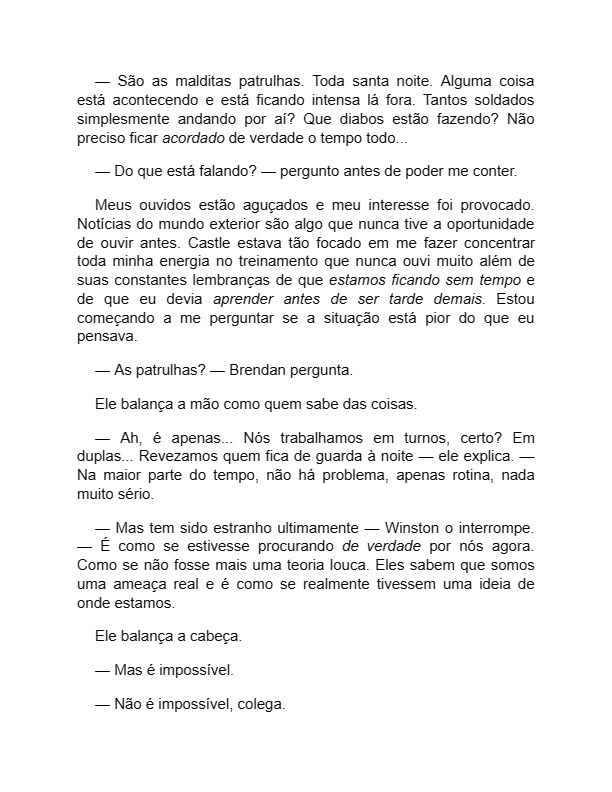 — São as malditas patrulhas. Toda santa noite. Alguma coisa
está acontecendo e está ficando intensa lá fora. Tantos soldados
simplesmente andando por aí? Que diabos estão fazendo? Não
preciso ficar acordado de verdade o tempo todo...
— Do que está falando? — pergunto antes de poder me conter.
Meus ouvidos estão aguçados e meu interesse foi provocado.
Notícias do mundo exterior são algo que nunca tive a oportunidade
de ouvir antes. Castle estava tão focado em me fazer concentrar
toda minha energia no treinamento que nunca ouvi muito além de
suas constantes lembranças de que estamos ficando sem tempo e
de que eu devia aprender antes de ser tarde demais. Estou
começando a me perguntar se a situação está pior do que eu
pensava.
— As patrulhas? — Brendan pergunta.
Ele balança a mão como quem sabe das coisas.
— Ah, é apenas... Nós trabalhamos em turnos, certo? Em
duplas... Revezamos quem fica de guarda à noite — ele explica. —
Na maior parte do tempo, não há problema, apenas rotina, nada
muito sério.
— Mas tem sido estranho ultimamente — Winston o interrompe.
— É como se estivesse procurando de verdade por nós agora.
Como se não fosse mais uma teoria louca. Eles sabem que somos
uma ameaça real e é como se realmente tivessem uma ideia de
onde estamos.
Ele balança a cabeça.
— Mas é impossível.
— Não é impossível, colega.